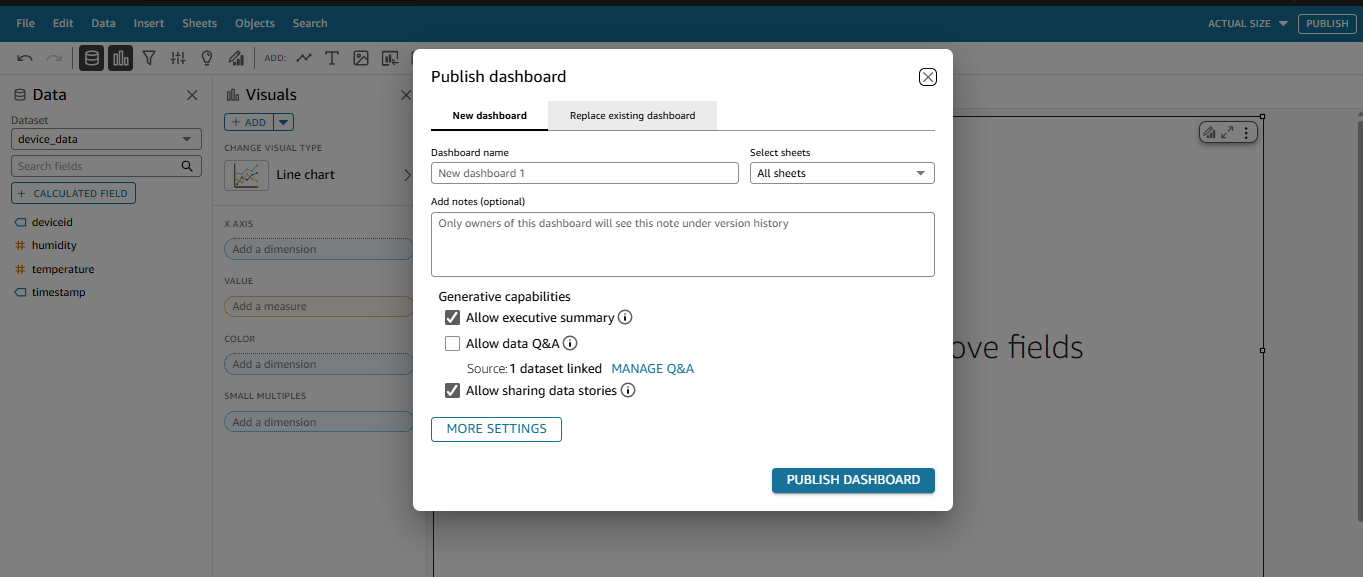 File Edit Data Insert Sheets Objects Search
ACTUAL SIZE PUBLISH
ADD:
Data
Dataset
device_data
Search fields
+ CALCULATED FIELD
deviceid
# humidity
# temperature
timestamp
Visuals
+ ADD
CHANGE VISUAL TYPE
Line chart
X AXIS
Add a dimension
VALUE
Add a measure
COLOR
Add a dimension
SMALL MULTIPLES
Add a dimension
Publish dashboard
New dashboard Replace existing dashboard
Dashboard name Select sheets
New dashboard 1 All sheets
Add notes (optional)
Only owners of this dashboard will see this note under version history
Generative capabilities
Allow executive summary
Allow data Q&A
Source: 1 dataset linked MANAGE Q&A
Allow sharing data stories
MORE SETTINGS
PUBLISH DASHBOARD
ove fields